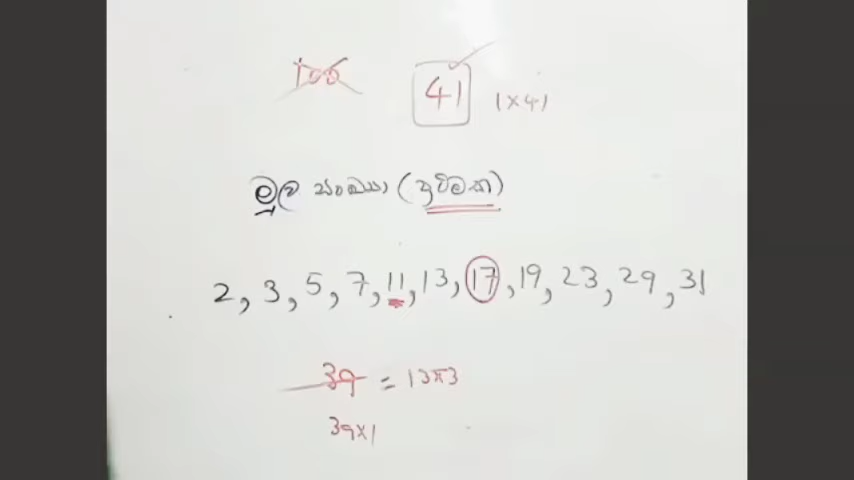 100 41 1×41
මූල සංඛ්‍යා (ප්‍රථමක)
2, 3, 5, 7, 11, 13, 17, 19, 23, 29, 31
39 = 13×3
39×1